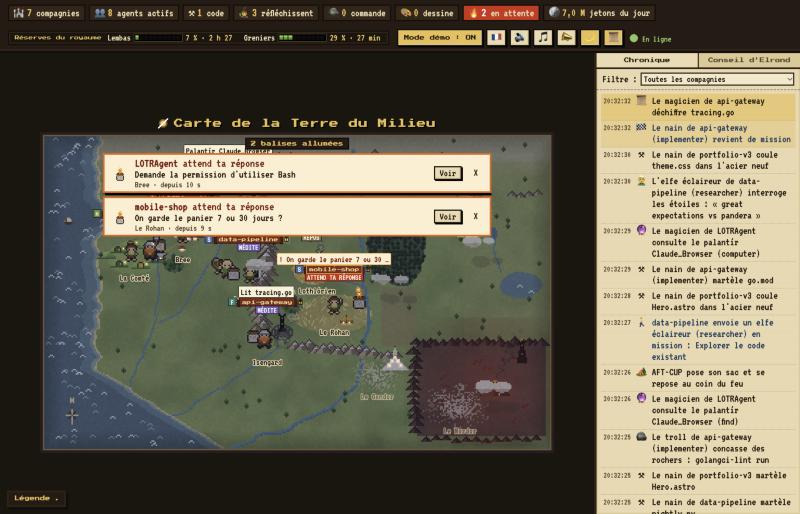 7 compagnies
8 agents actifs
1 code
3 réfléchissent
0 commande
0 dessine
2 en attente
7,0 M jetons du jour
Réserves du royaume
Lembas
7 % · 2 h 27
Greniers
29 % · 27 min
Mode démo : ON
En ligne
Carte de la Terre du Milieu
2 balises allumées
Palantír Claude_Browser
LOTRAgent attend ta réponse
Demande la permission d'utiliser Bash
Bree · depuis 10 s
Voir
X
mobile-shop attend ta réponse
On garde le panier 7 ou 30 jours ?
Le Rohan · depuis 9 s
Voir
X
data-pipeline
MÉDITE
REPOS
Bree
La Comté
! On garde le panier 7 ou 30 …
mobile-shop
ATTEND TA RÉPONSE
Lit tracing.go
Lothlórien
api-gateway
MÉDITE
Le Rohan
Isengard
Le Gondor
Le Mordor
N
Légende
Chronique
Conseil d'Elrond
Filtre :
Toutes les compagnies
20:32:32
Le magicien de api-gateway
déchiffre tracing.go
20:32:32
Le nain de api-gateway
(implementer) revient de mission
20:32:30
Le nain de portfolio-v3 coule
theme.css dans l'acier neuf
20:32:30
L'elfe éclaireur de data-
pipeline (researcher) interroge
les étoiles : « great
expectations vs pandera »
20:32:29
Le magicien de LOTRAgent
consulte le palantír
Claude_Browser (computer)
20:32:29
Le nain de api-gateway
(implementer) martèle go.mod
20:32:28
Le nain de portfolio-v3 coule
Hero.astro dans l'acier neuf
20:32:27
data-pipeline envoie un elfe
éclaireur (researcher) en
mission : Explorer le code
existant
20:32:26
AFT-CUP pose son sac et se
repose au coin du feu
20:32:26
Le magicien de LOTRAgent
consulte le palantír
Claude_Browser (find)
20:32:25
Le troll de api-gateway
(implementer) concasse des
rochers : golangci-lint run
20:32:25
Le nain de portfolio-v3 martèle
Hero.astro
20:32:25
Le nain de data-pipeline martèle